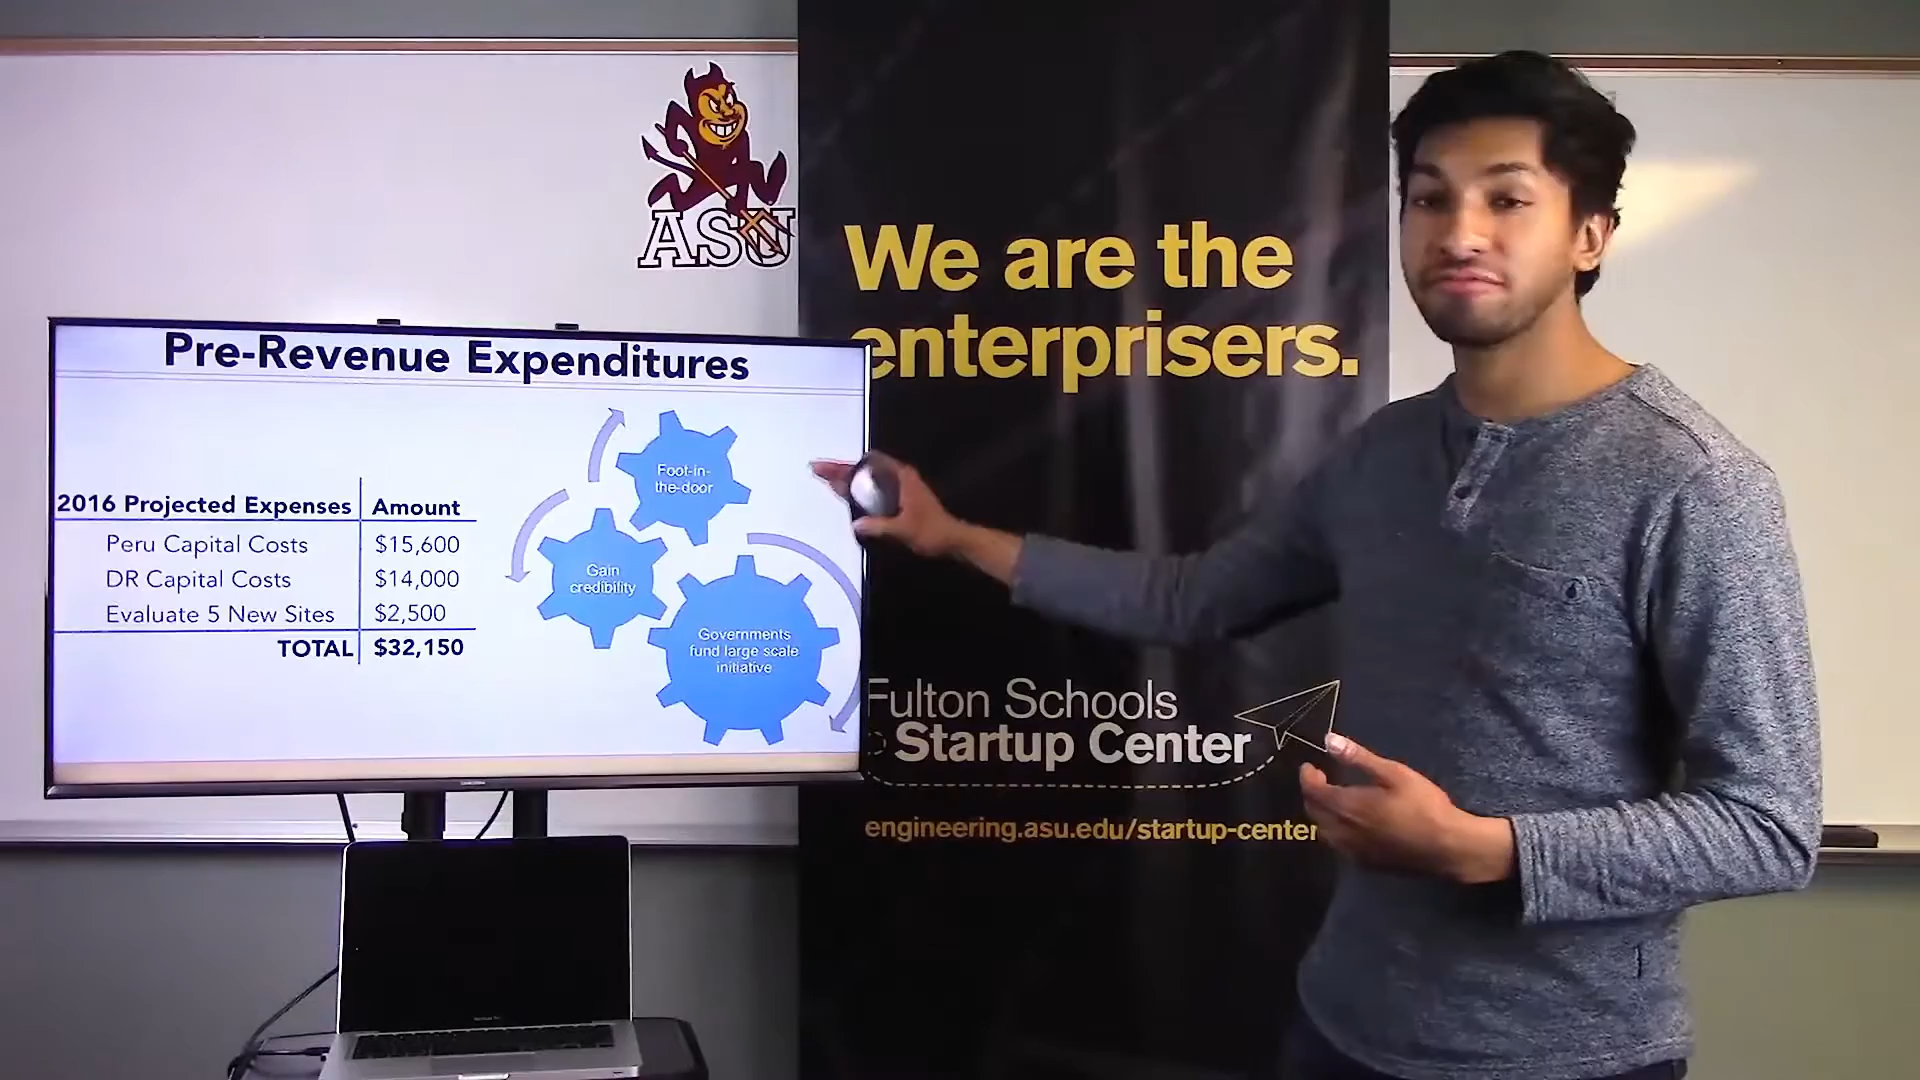 ASU
We are the
enterprisers.
Pre-Revenue Expenditures
2016 Projected Expenses Amount
Peru Capital Costs $15,600
DR Capital Costs $14,000
Evaluate 5 New Sites $2,500
TOTAL $32,150
Foot-in-
the-door
Gain
credibility
Governments
fund large scale
initiative
Fulton Schools
Startup Center
engineering.asu.edu/startup-center